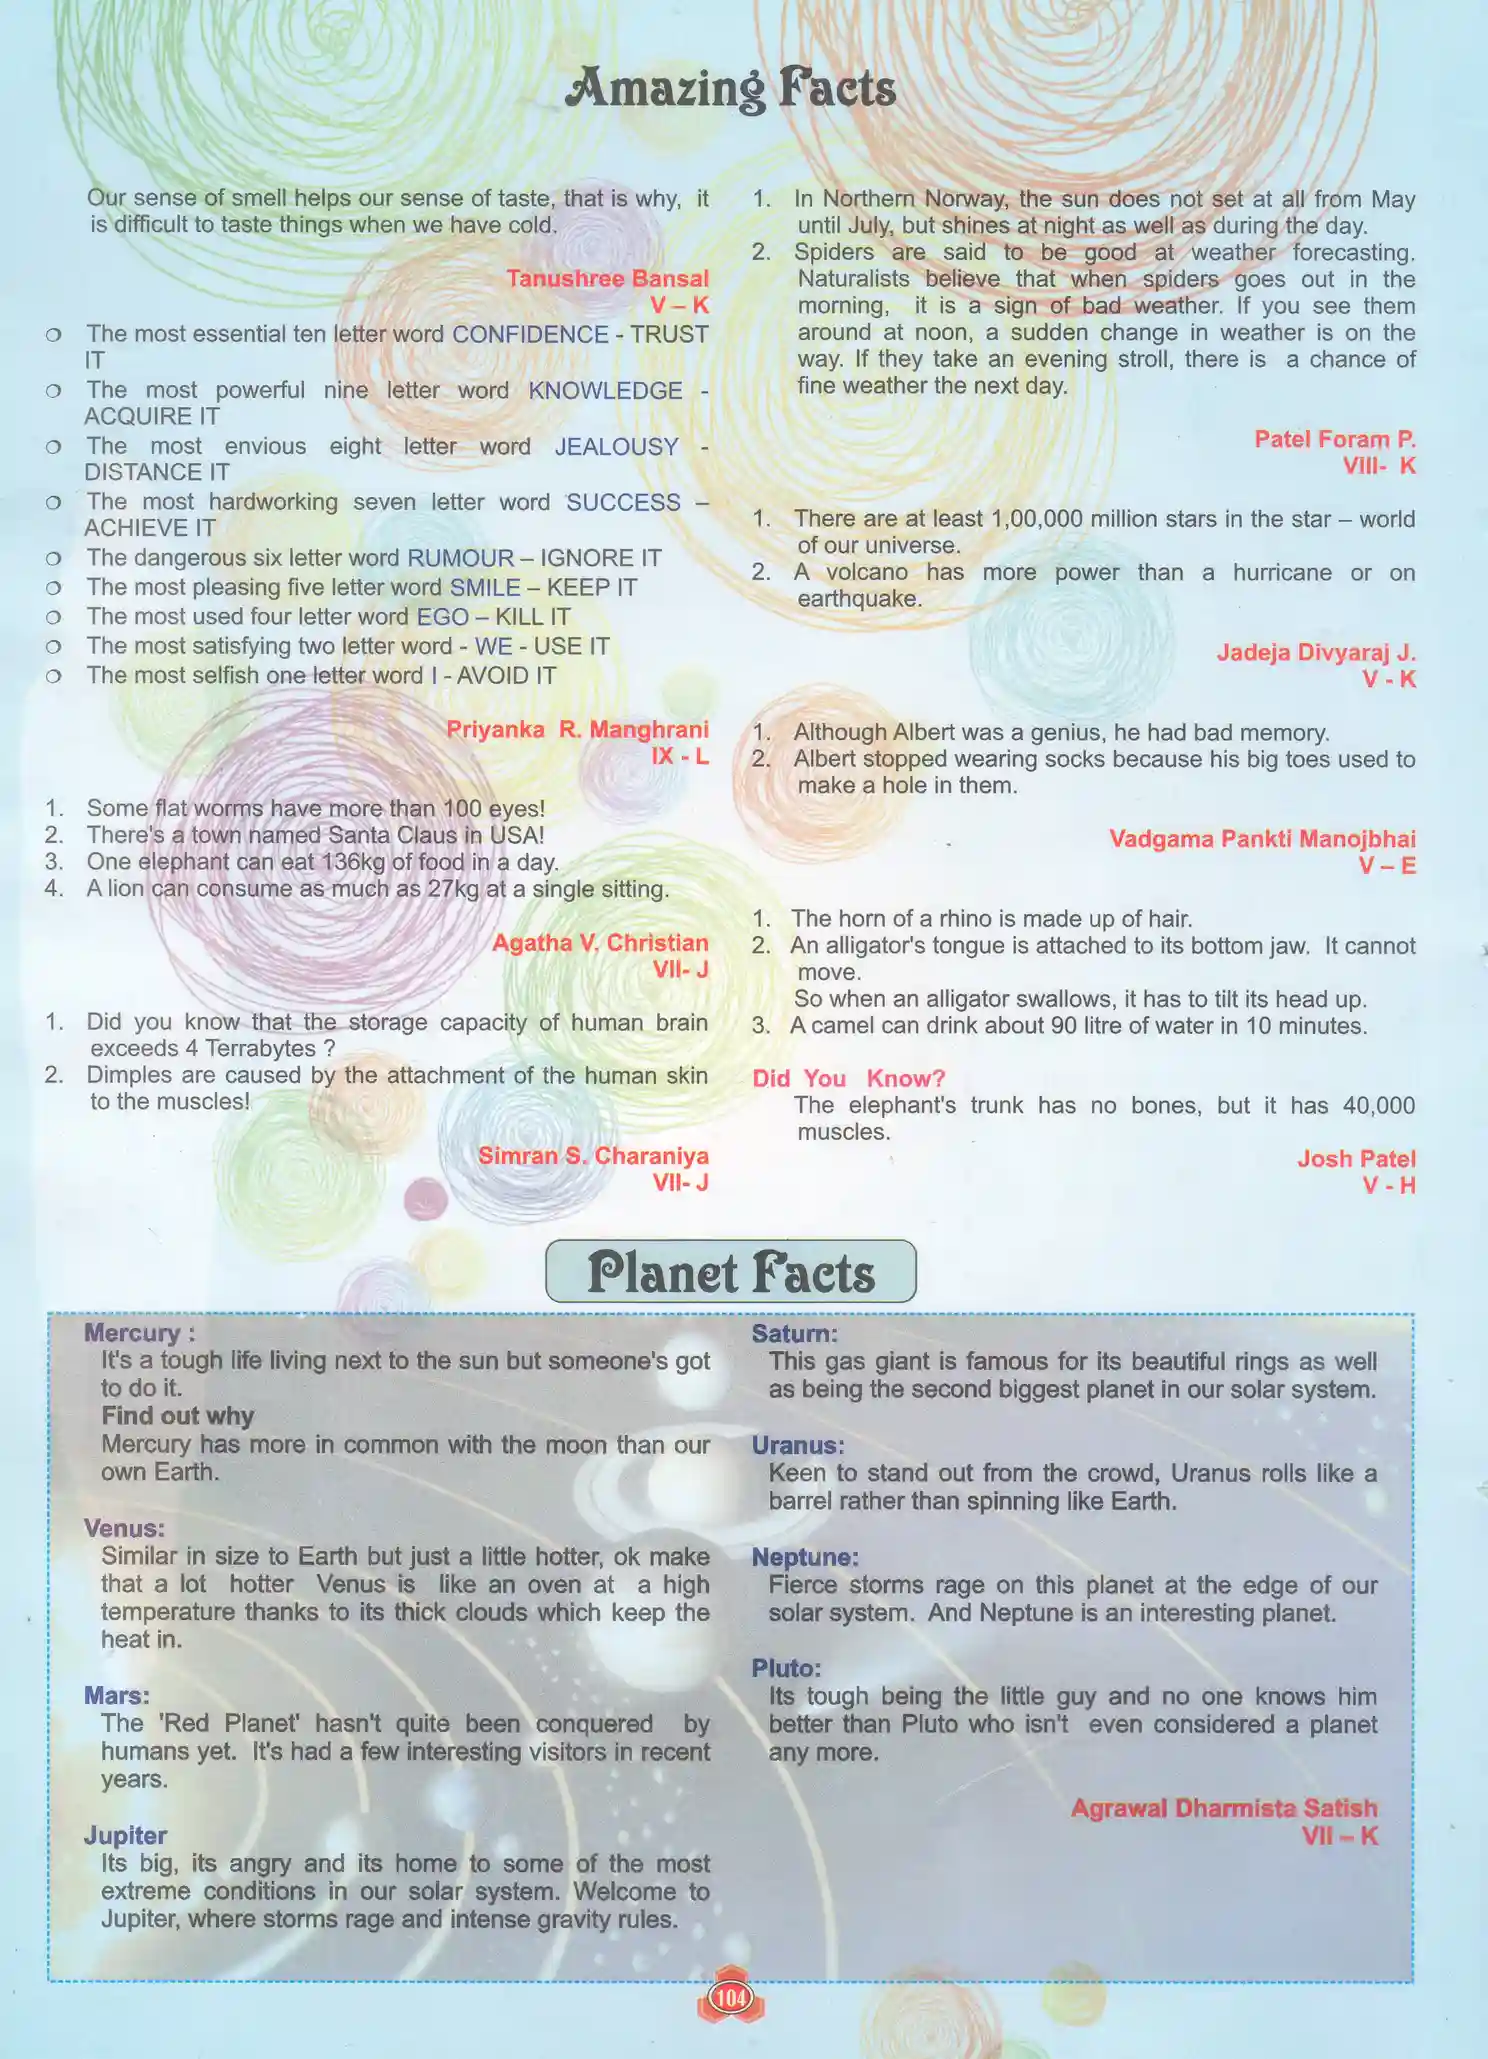 Amazing Facts
Our sense of smell helps our sense of taste, that is why, it
is difficult to taste things when we have cold.
Tanushree Bansal
V – K
❍ The most essential ten letter word CONFIDENCE - TRUST
IT
❍ The most powerful nine letter word KNOWLEDGE -
ACQUIRE IT
❍ The most envious eight letter word JEALOUSY -
DISTANCE IT
❍ The most hardworking seven letter word SUCCESS –
ACHIEVE IT
❍ The dangerous six letter word RUMOUR – IGNORE IT
❍ The most pleasing five letter word SMILE – KEEP IT
❍ The most used four letter word EGO – KILL IT
❍ The most satisfying two letter word - WE - USE IT
❍ The most selfish one letter word I - AVOID IT
Priyanka R. Manghrani
IX - L
1. Some flat worms have more than 100 eyes!
2. There's a town named Santa Claus in USA!
3. One elephant can eat 136kg of food in a day.
4. A lion can consume as much as 27kg at a single sitting.
Agatha V. Christian
VII- J
1. Did you know that the storage capacity of human brain
exceeds 4 Terrabytes ?
2. Dimples are caused by the attachment of the human skin
to the muscles!
Simran S. Charaniya
VII- J
1. In Northern Norway, the sun does not set at all from May
until July, but shines at night as well as during the day.
2. Spiders are said to be good at weather forecasting.
Naturalists believe that when spiders goes out in the
morning, it is a sign of bad weather. If you see them
around at noon, a sudden change in weather is on the
way. If they take an evening stroll, there is a chance of
fine weather the next day.
Patel Foram P.
VIII- K
1. There are at least 1,00,000 million stars in the star – world
of our universe.
2. A volcano has more power than a hurricane or on
earthquake.
Jadeja Divyaraj J.
V - K
1. Although Albert was a genius, he had bad memory.
2. Albert stopped wearing socks because his big toes used to
make a hole in them.
Vadgama Pankti Manojbhai
V – E
1. The horn of a rhino is made up of hair.
2. An alligator's tongue is attached to its bottom jaw. It cannot
move.
So when an alligator swallows, it has to tilt its head up.
3. A camel can drink about 90 litre of water in 10 minutes.
Did You Know?
The elephant's trunk has no bones, but it has 40,000
muscles.
Josh Patel
V - H
Planet Facts
Mercury :
It's a tough life living next to the sun but someone's got
to do it.
Find out why
Mercury has more in common with the moon than our
own Earth.
Venus:
Similar in size to Earth but just a little hotter, ok make
that a lot hotter Venus is like an oven at a high
temperature thanks to its thick clouds which keep the
heat in.
Mars:
The 'Red Planet' hasn't quite been conquered by
humans yet. It's had a few interesting visitors in recent
years.
Jupiter
Its big, its angry and its home to some of the most
extreme conditions in our solar system. Welcome to
Jupiter, where storms rage and intense gravity rules.
Saturn:
This gas giant is famous for its beautiful rings as well
as being the second biggest planet in our solar system.
Uranus:
Keen to stand out from the crowd, Uranus rolls like a
barrel rather than spinning like Earth.
Neptune:
Fierce storms rage on this planet at the edge of our
solar system. And Neptune is an interesting planet.
Pluto:
Its tough being the little guy and no one knows him
better than Pluto who isn't even considered a planet
any more.
Agrawal Dharmista Satish
VII – K
104